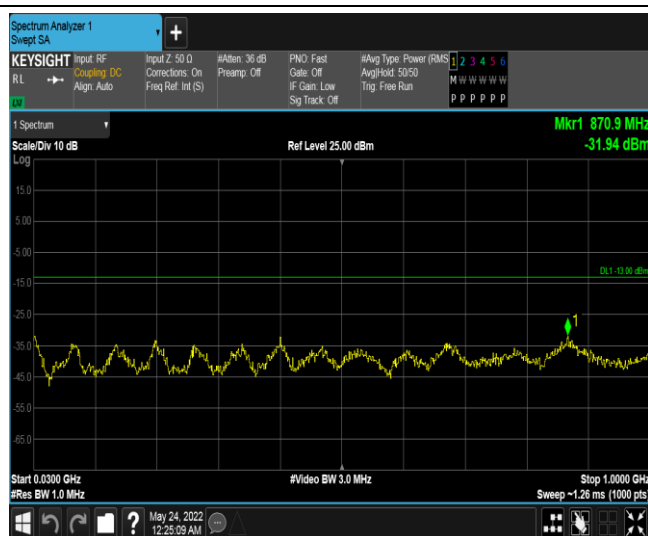 Spectrum Analyzer 1
Swept SA
KEYSIGHT
RL
LM
Input: RF
Coupling: DC
Align: Auto
Input Z: 50 Ω
Corrections: On
Freq Ref: Int (S)
#Atten: 36 dB
Preamp: Off
PNO: Fast
Gate: Off
IF Gain: Low
Sig Track: Off
#Avg Type: Power (RMS
Avg|Hold: 50/50
Trig: Free Run
1 2 3 4 5 6
M W W W W W
P P P P P P
1 Spectrum
Mkr1 870.9 MHz
Scale/Div 10 dB
Ref Level 25.00 dBm
-31.94 dBm
Log
15.0
5.00
-5.00
DL1 -13.00 dBm
-15.0
-25.0
1
-35.0
-45.0
-55.0
-65.0
Start 0.0300 GHz
#Video BW 3.0 MHz
Stop 1.0000 GHz
#Res BW 1.0 MHz
Sweep ~1.26 ms (1000 pts)
?
May 24, 2022
12:25:09 AM